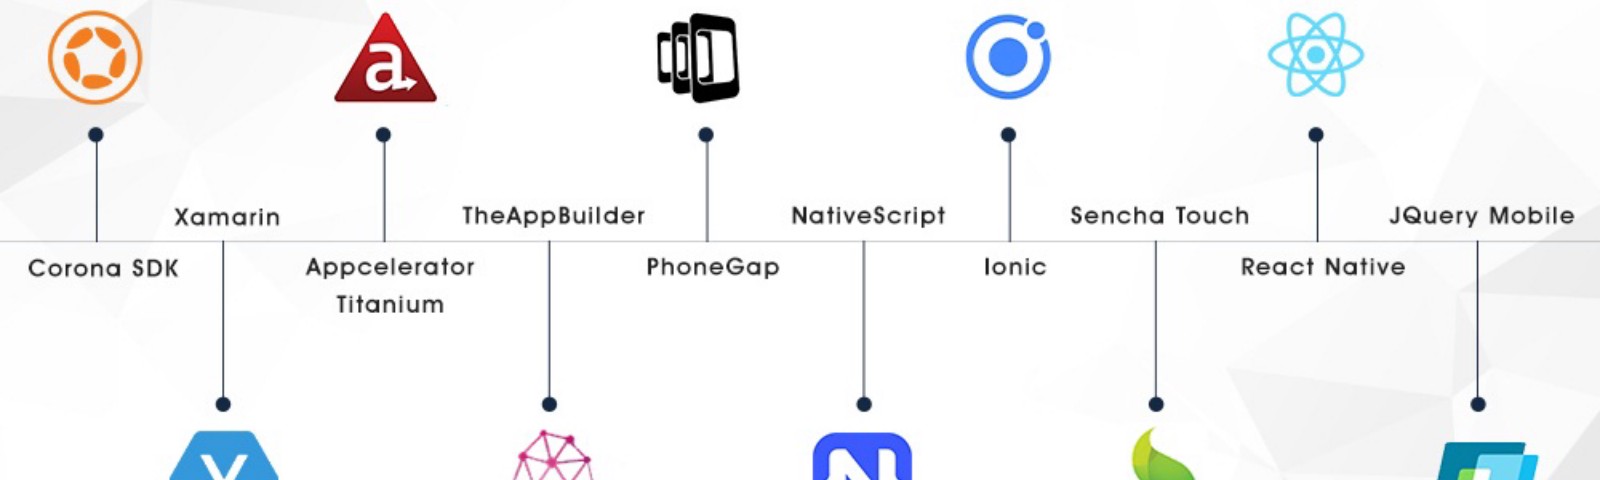 Xamarin
TheAppBuilder
NativeScript
Sencha Touch
JQuery Mobile
Corona SDK
Appcelerator
Titanium
PhoneGap
Ionic
React Native